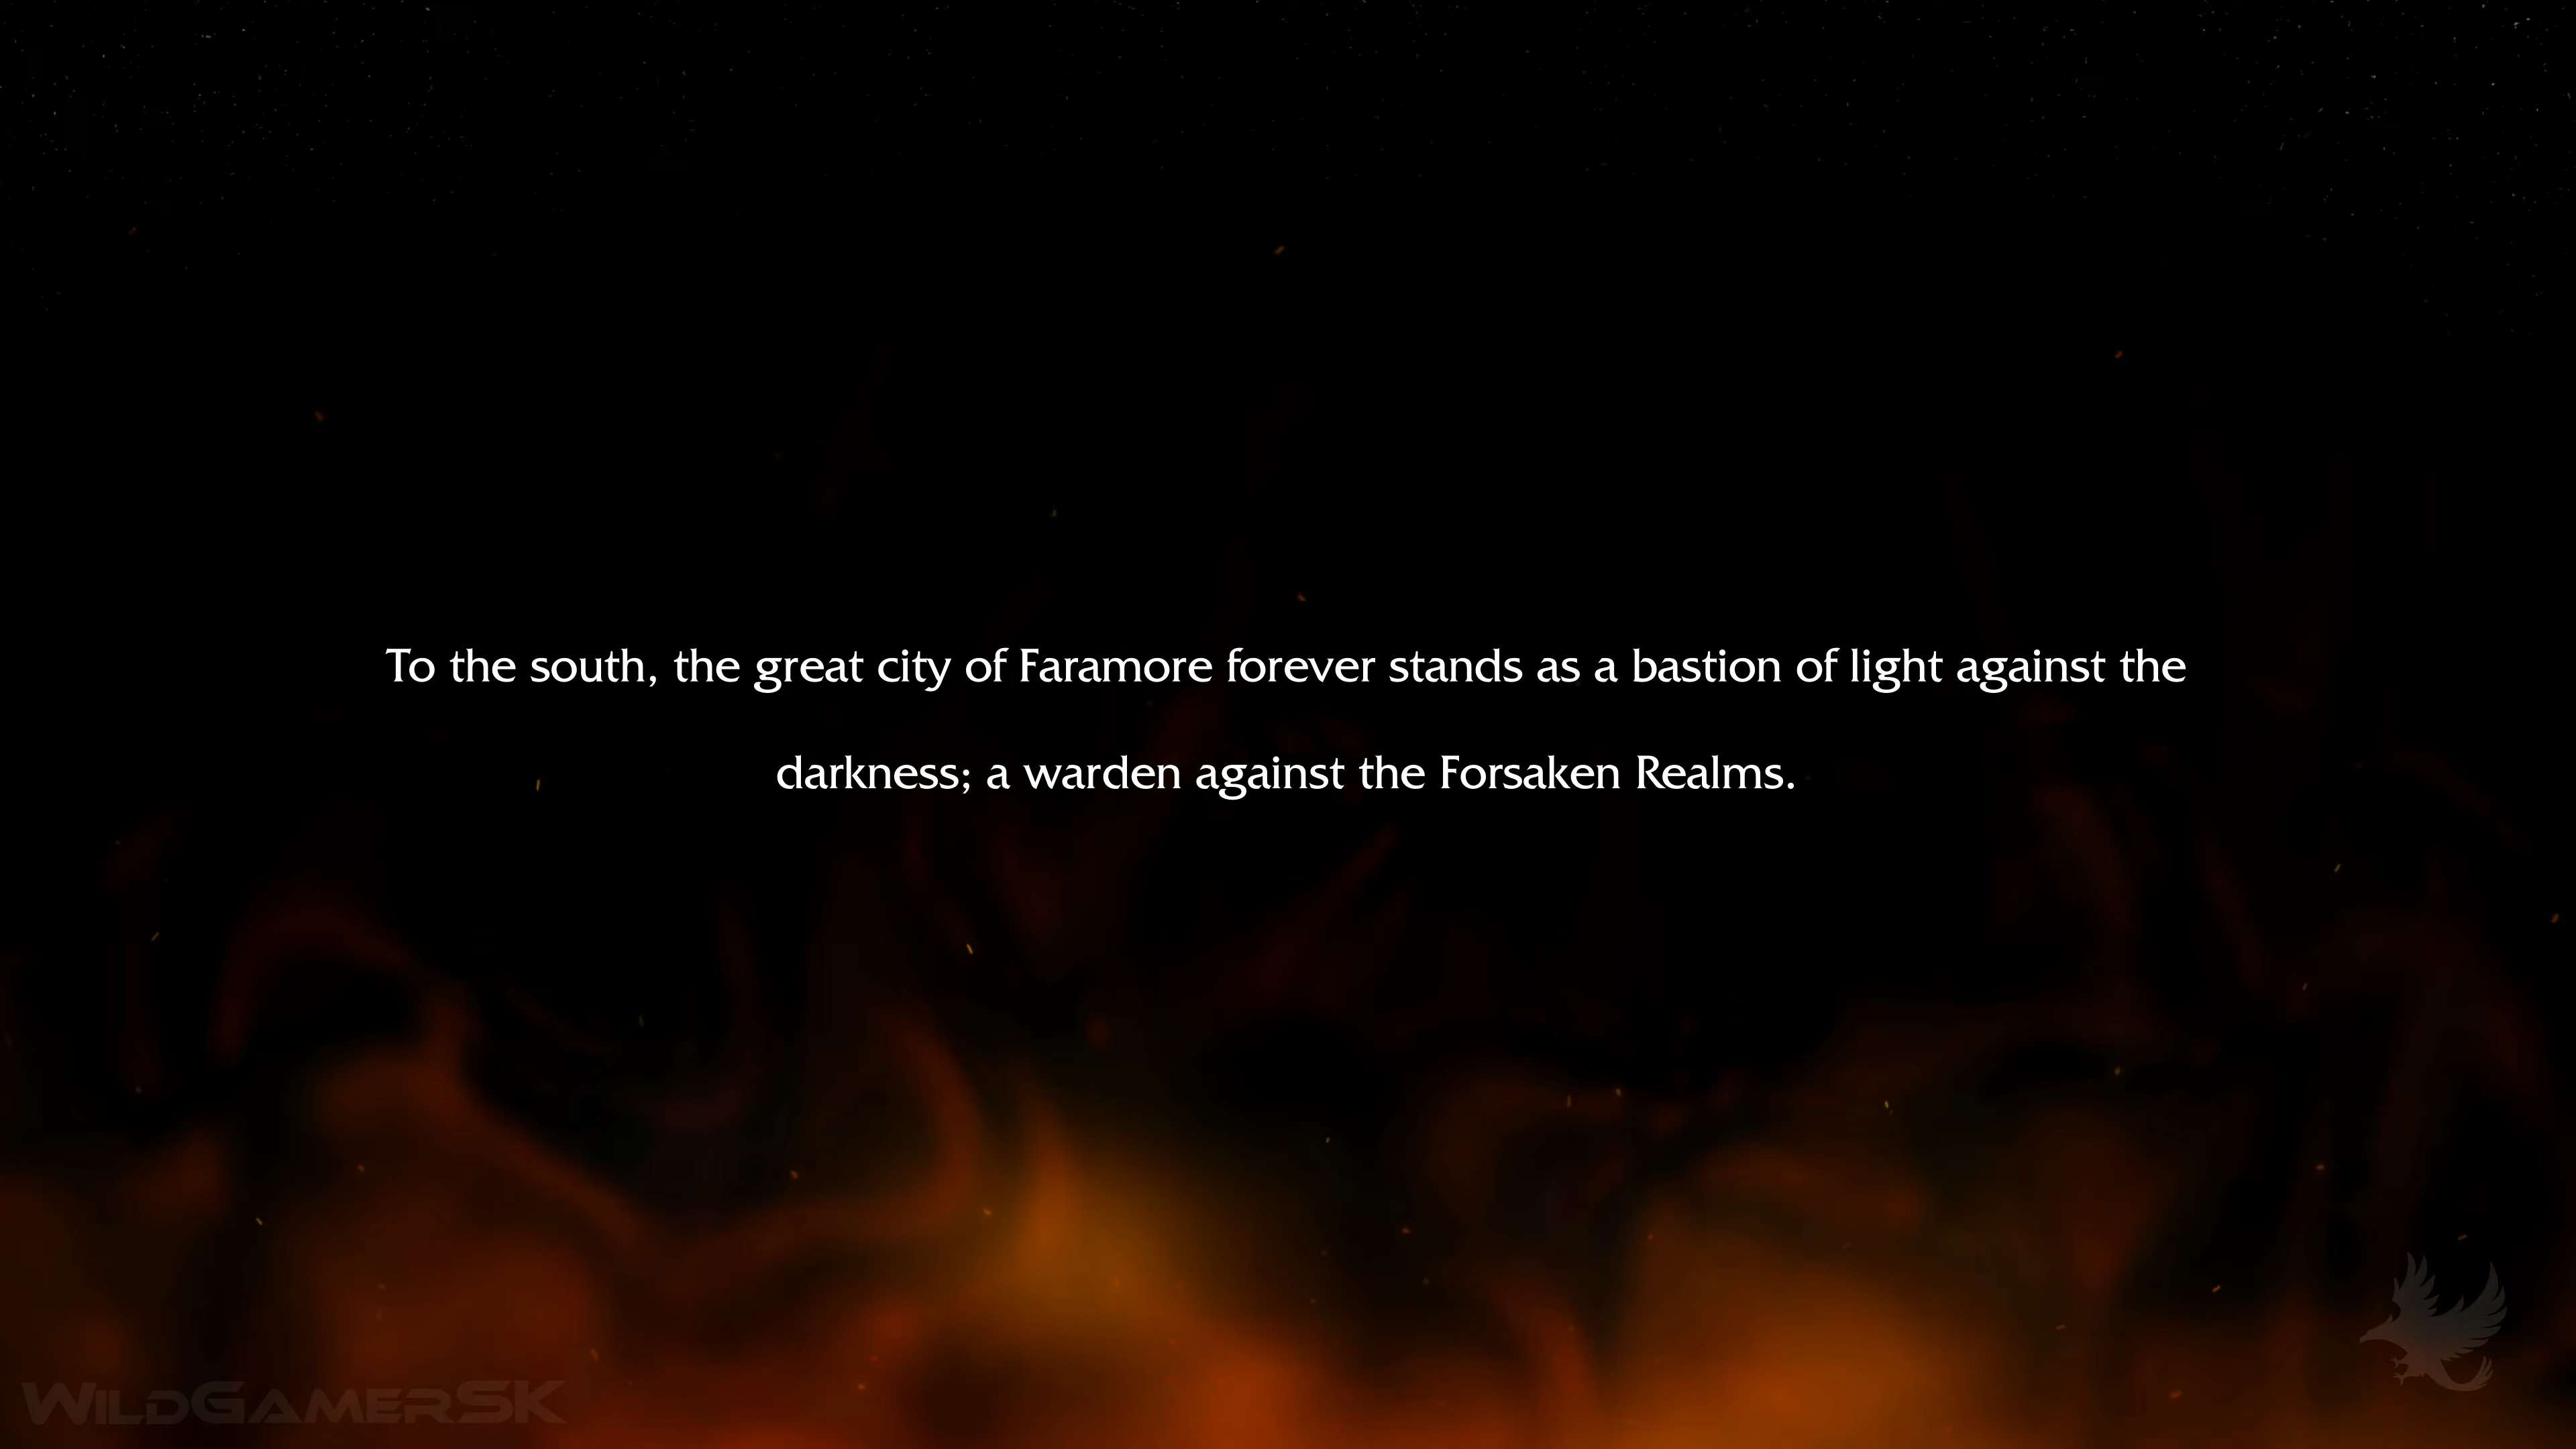 To the south, the great city of Faramore forever stands as a bastion of light against the
darkness; a warden against the Forsaken Realms.
WildGamerSK